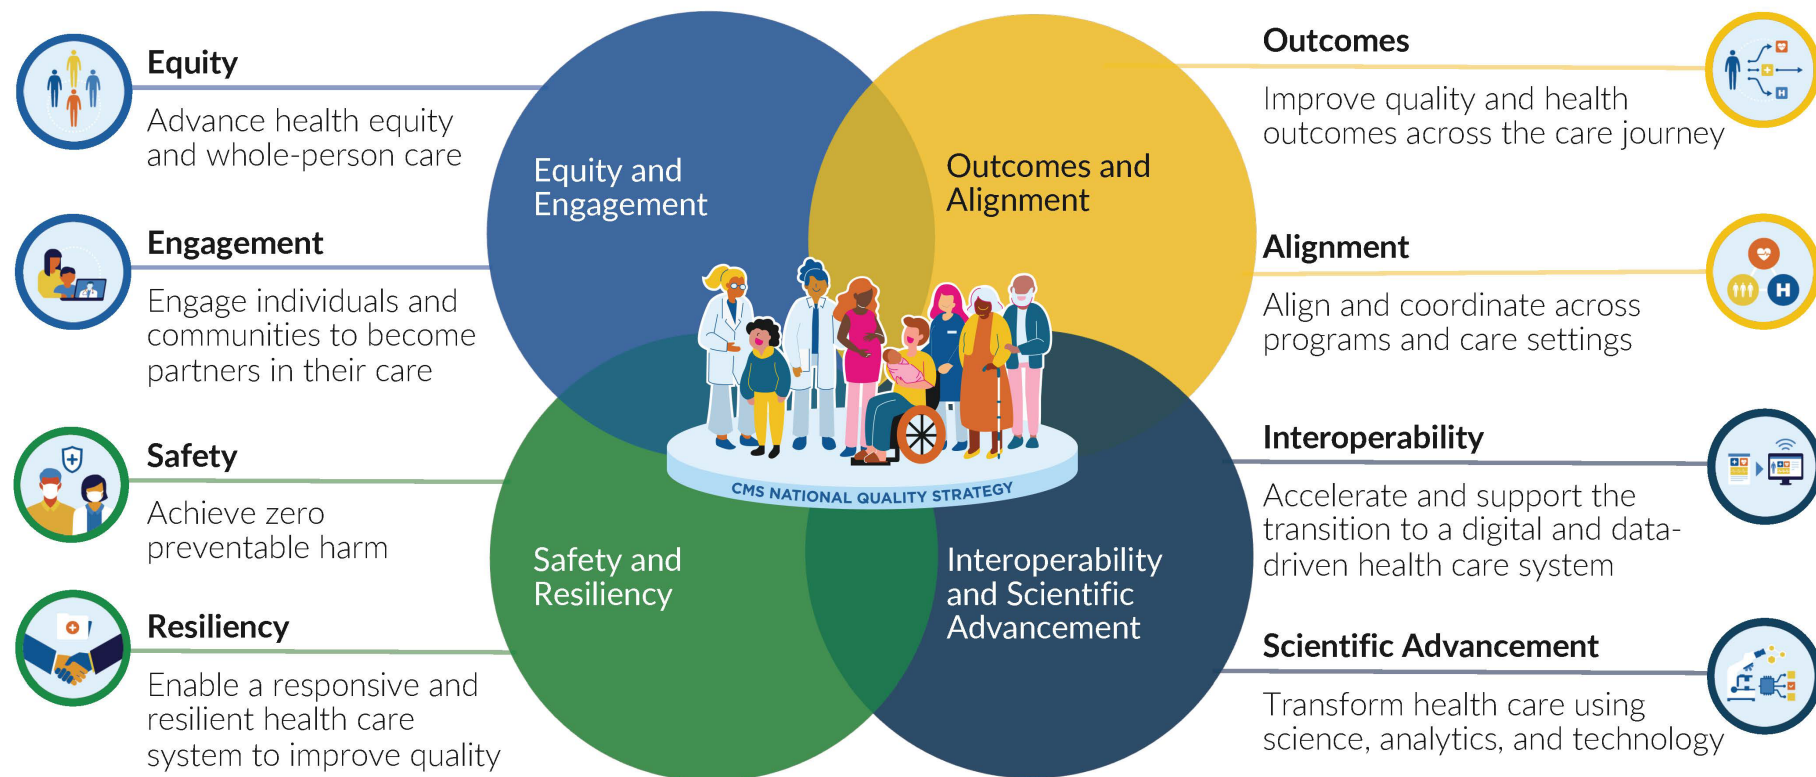 Equity
Advance health equity
and whole-person care
Engagement
Engage individuals and
communities to become
partners in their care
Safety
Achieve zero
preventable harm
Resiliency
Enable a responsive and
resilient health care
system to improve quality
Equity and
Engagement
Outcomes and
Alignment
CMS NATIONAL QUALITY STRATEGY
Safety and
Resiliency
Interoperability
and Scientific
Advancement
Outcomes
Improve quality and health
outcomes across the care journey
H
Alignment
Align and coordinate across
programs and care settings
H
Interoperability
Accelerate and support the
transition to a digital and data-
driven health care system
Scientific Advancement
Transform health care using
science, analytics, and technology